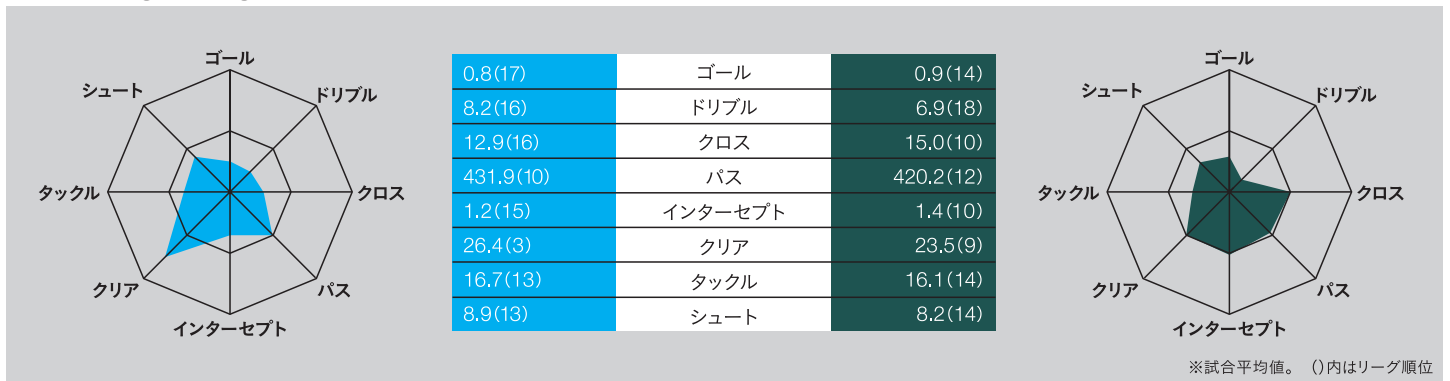 ゴール
シュート
ドリブル
タックル
クロス
クリア
パス
インターセプト
0.8(17) ゴール 0.9(14)
8.2(16) ドリブル 6.9(18)
12.9(16) クロス 15.0(10)
431.9(10) パス 420.2(12)
1.2(15) インターセプト 1.4(10)
26.4(3) クリア 23.5(9)
16.7(13) タックル 16.1(14)
8.9(13) シュート 8.2(14)
ゴール
シュート
ドリブル
タックル
クロス
クリア
パス
インターセプト
※試合平均値。()内はリーグ順位